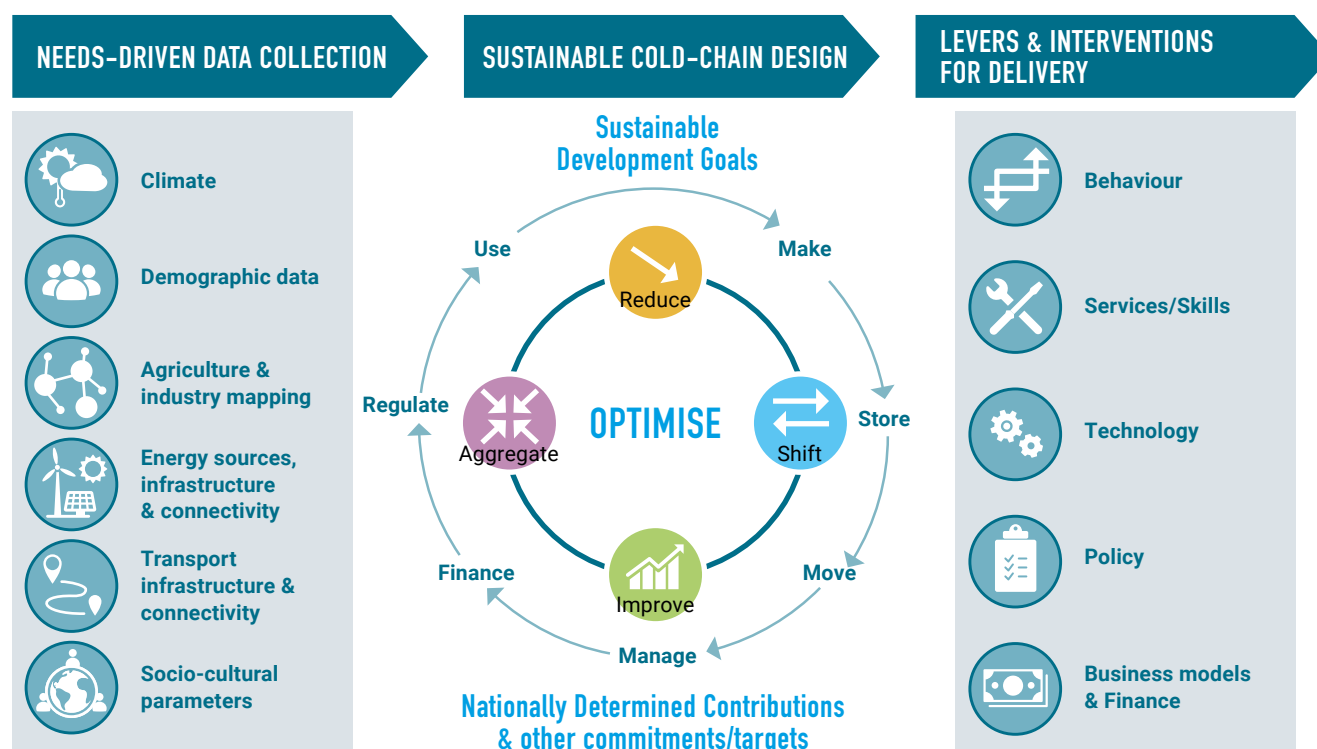 NEEDS-DRIVEN DATA COLLECTION
SUSTAINABLE COLD-CHAIN DESIGN
LEVERS & INTERVENTIONS
FOR DELIVERY
Climate
Demographic data
Agriculture &
industry mapping
Energy sources,
infrastructure
& connectivity
Transport
infrastructure &
connectivity
Socio-cultural
parameters
Sustainable
Development Goals
Use
Make
Reduce
Regulate
Aggregate
OPTIMISE
Shift
Store
Finance
Improve
Move
Manage
Nationally Determined Contributions
& other commitments/targets
Behaviour
Services/Skills
Technology
Policy
Business models
& Finance